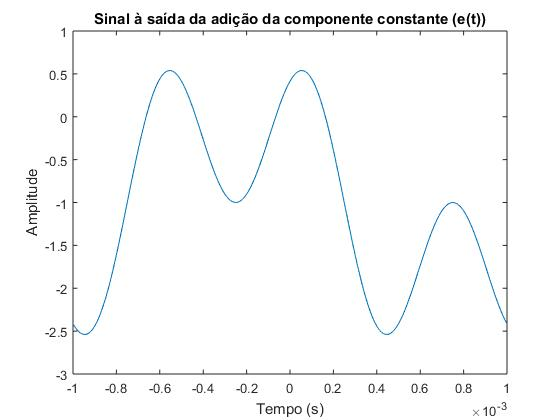 Sinal à saída da adição da componente constante (e(t))
1
0.5
0
-0.5
-1
-1.5
-2
-2.5
-3
Amplitude
-1 -0.8 -0.6 -0.4 -0.2 0 0.2 0.4 0.6 0.8 1
×10⁻³
Tempo (s)